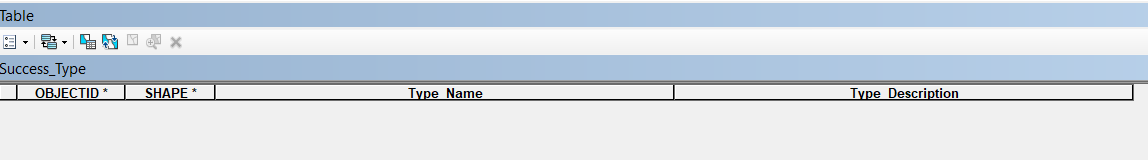 Table
Success_Type
OBJECTID * SHAPE * Type_Name Type_Description